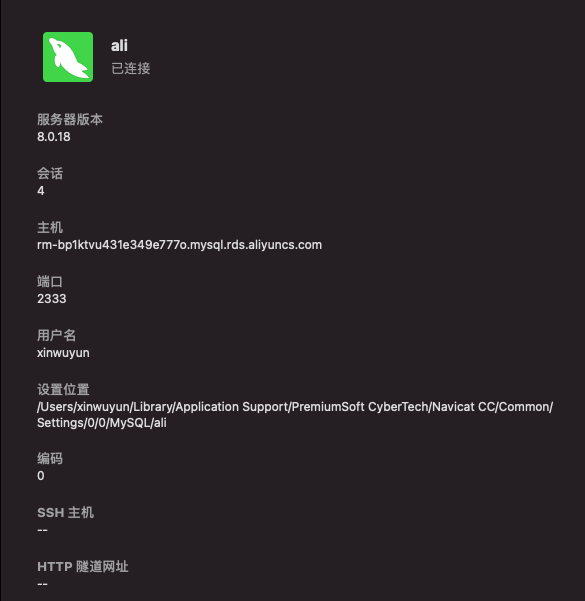 ali
已连接
服务器版本
8.0.18
会话
4
主机
rm-bp1ktvu431e349e777o.mysql.rds.aliyuncs.com
端口
2333
用户名
xinwuyun
设置位置
/Users/xinwuyun/Library/Application Support/PremiumSoft CyberTech/Navicat CC/Common/
Settings/0/0/MySQL/ali
编码
0
SSH 主机
--
HTTP 隧道网址
--